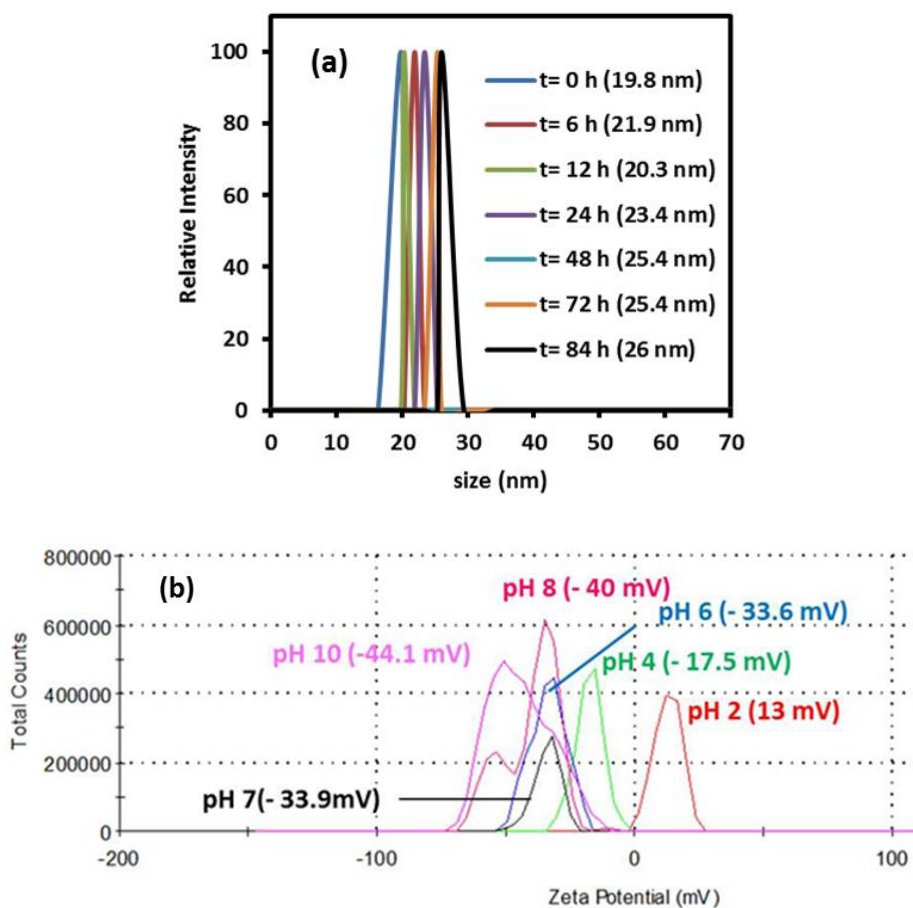 (a)
100
80
60
40
20
0
Relative Intensity
t= 0 h (19.8 nm)
t= 6 h (21.9 nm)
t= 12 h (20.3 nm)
t= 24 h (23.4 nm)
t= 48 h (25.4 nm)
t= 72 h (25.4 nm)
t= 84 h (26 nm)
0 10 20 30 40 50 60 70
size (nm)
(b)
800000
600000
400000
200000
0
Total Counts
pH 8 (- 40 mV)
pH 6 (- 33.6 mV)
pH 10 (-44.1 mV)
pH 4 (- 17.5 mV)
pH 2 (13 mV)
pH 7(- 33.9mV)
-200 -100 0 100
Zeta Potential (mV)